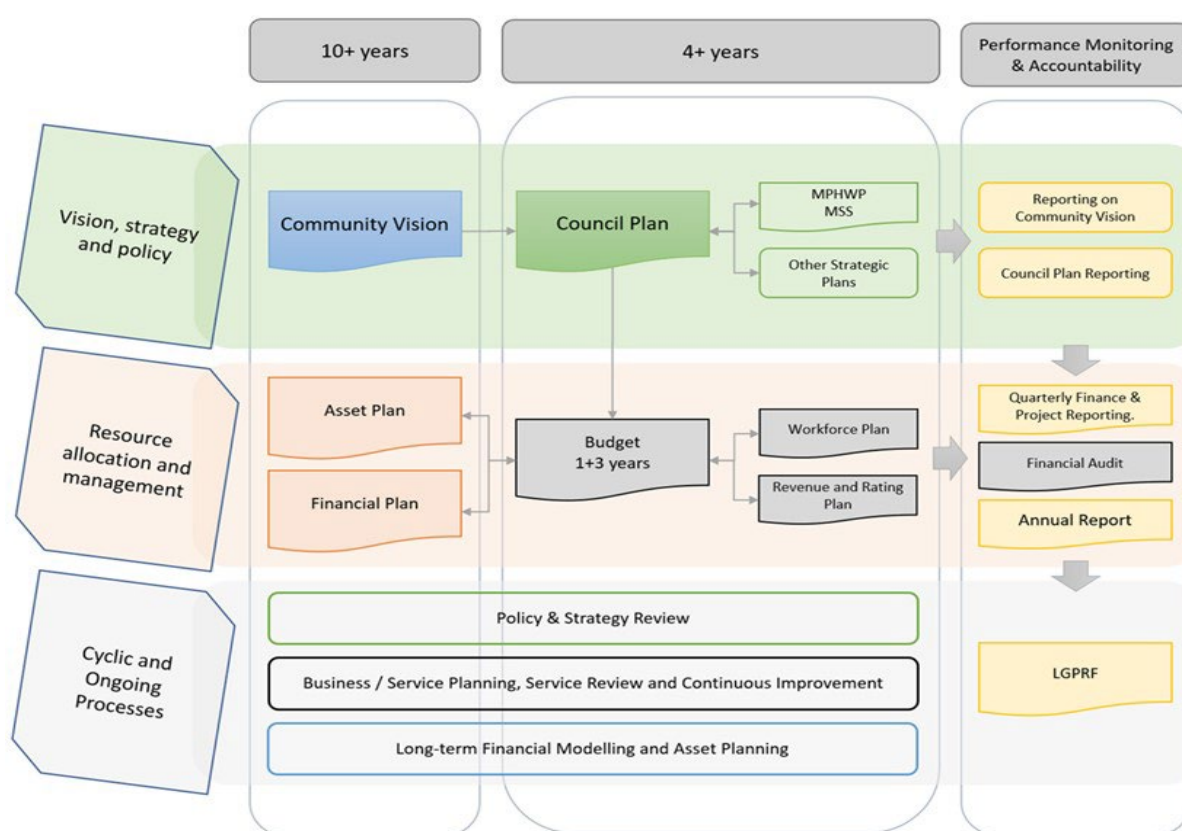 10+ years
4+ years
Performance Monitoring
& Accountability
Vision, strategy
and policy
Community Vision
Council Plan
MPHWP
MSS
Other Strategic
Plans
Reporting on
Community Vision
Council Plan Reporting
Resource
allocation and
management
Asset Plan
Financial Plan
Budget
1+3 years
Workforce Plan
Revenue and Rating
Plan
Quarterly Finance &
Project Reporting.
Financial Audit
Annual Report
Cyclic and
Ongoing
Processes
Policy & Strategy Review
Business / Service Planning, Service Review and Continuous Improvement
Long-term Financial Modelling and Asset Planning
LGPRF